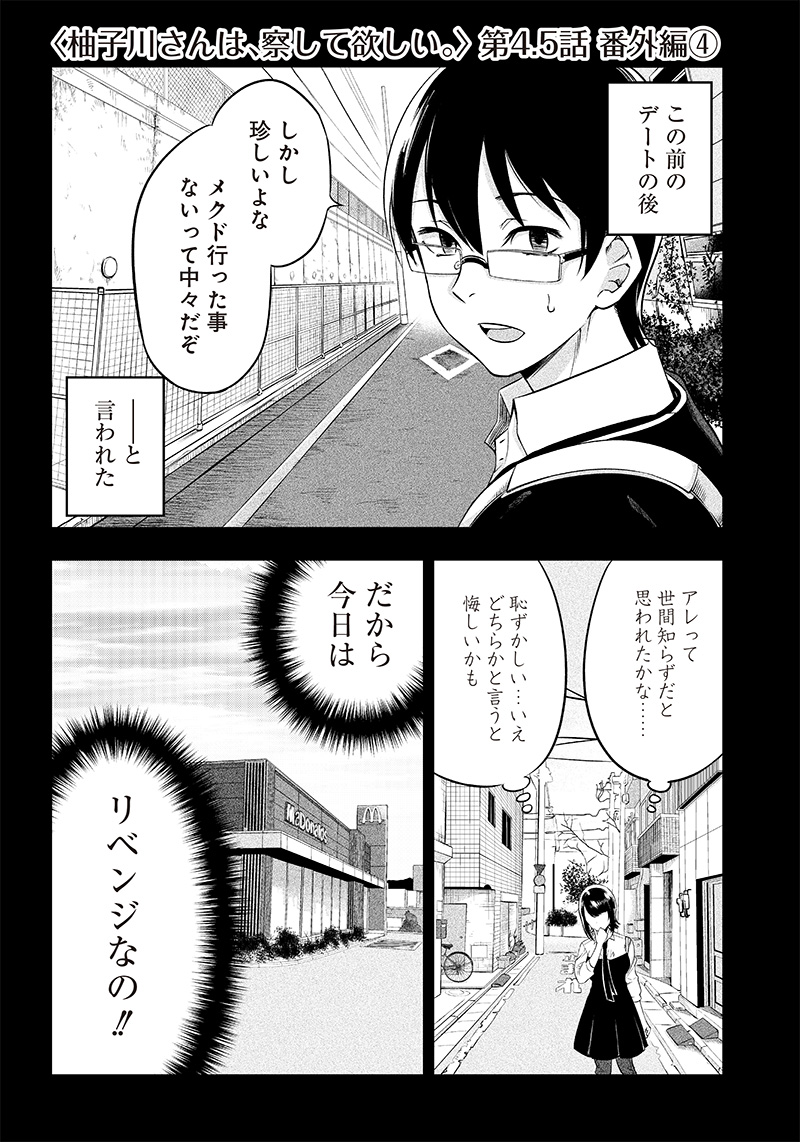 〈柚子川さんは、察して欲しい。〉 第4.5話 番外編④
この前の
デートの後
しかし
珍しいよな
メクド行った事
ないって中々だぞ
──と
言われた
アレって
世間知らずだと
思われたかな……
恥ずかしい…いえ
どちらかと言うと
悔しいかも
だから
今日は
McDonald's
リベンジなの!!